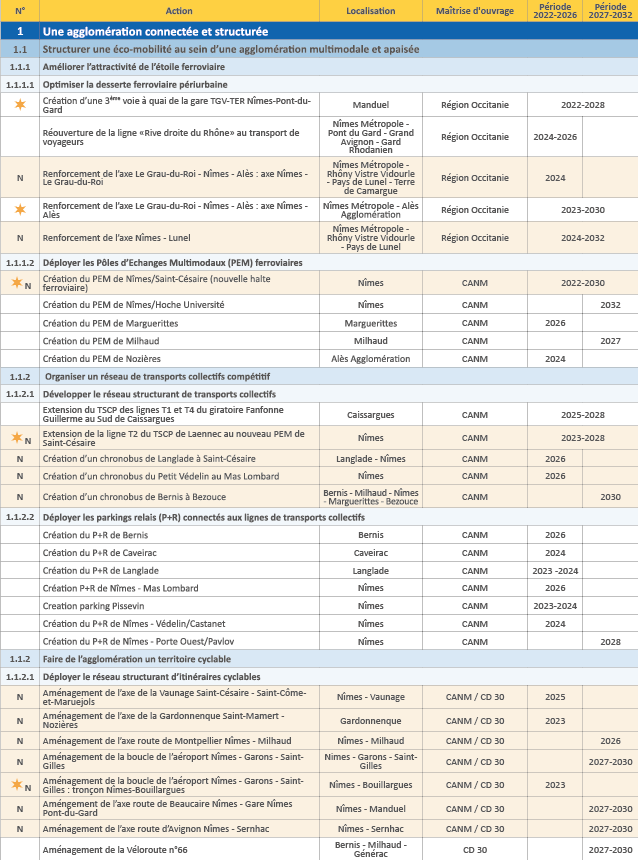 N° Action Localisation Maîtrise d'ouvrage Période 2022-2026 Période 2027-2032
1 Une agglomération connectée et structurée
1.1 Structurer une éco-mobilité au sein d'une agglomération multimodale et apaisée
1.1.1 Améliorer l'attractivité de l'étoile ferroviaire
1.1.1.1 Optimiser la desserte ferroviaire périurbaine
Création d'une 3ème voie à quai de la gare TGV-TER Nîmes-Pont-du-Gard Manduel Région Occitanie 2022-2028
Réouverture de la ligne «Rive droite du Rhône» au transport de voyageurs Nîmes Métropole - Pont du Gard - Grand Avignon - Gard Rhodanien Région Occitanie 2024-2026
N Renforcement de l'axe Le Grau-du-Roi - Nîmes - Alès : axe Nîmes - Le Grau-du-Roi Nîmes Métropole - Rhôny Vistre Vidourle - Pays de Lunel - Terre de Camargue Région Occitanie 2024
Renforcement de l'axe Le Grau-du-Roi - Nîmes - Alès : axe Nîmes - Alès Nîmes Métropole - Alès Agglomération Région Occitanie 2023-2030
N Renforcement de l'axe Nîmes - Lunel Nîmes Métropole - Rhôny Vistre Vidourle - Pays de Lunel Région Occitanie 2024-2032
1.1.1.2 Déployer les Pôles d'Echanges Multimodaux (PEM) ferroviaires
N Création du PEM de Nîmes/Saint-Césaire (nouvelle halte ferroviaire) Nîmes CANM 2022-2030
Création du PEM de Nîmes/Hoche Université Nîmes CANM 2032
Création du PEM de Marguerittes Marguerittes CANM 2026
Création du PEM de Milhaud Milhaud CANM 2027
Création du PEM de Nozières Alès Agglomération CANM 2024
1.1.2 Organiser un réseau de transports collectifs compétitif
1.1.2.1 Développer le réseau structurant de transports collectifs
Extension du TSCP des lignes T1 et T4 du giratoire Fanfonne Guillerme au Sud de Caissargues Caissargues CANM 2025-2028
N Extension de la ligne T2 du TSCP de Laennec au nouveau PEM de Saint-Césaire Nîmes CANM 2023-2028
N Création d'un chronobus de Langlade à Saint-Césaire Langlade - Nîmes CANM 2026
N Création d'un chronobus du Petit Védelin au Mas Lombard Nîmes CANM 2026
N Création d'un chronobus de Bernis à Bezouce Bernis - Milhaud - Nîmes - Marguerittes - Bezouce CANM 2030
1.1.2.2 Déployer les parkings relais (P+R) connectés aux lignes de transports collectifs
Création du P+R de Bernis Bernis CANM 2026
Création du P+R de Caveirac Caveirac CANM 2024
Création du P+R de Langlade Langlade CANM 2023 -2024
Création P+R de Nîmes - Mas Lombard Nîmes CANM 2026
Creation parking Pissevin Nîmes CANM 2023-2024
Création du P+R de Nîmes - Védelin/Castanet Nîmes CANM 2024
Création du P+R de Nîmes - Porte Ouest/Pavlov Nîmes CANM 2028
1.1.2 Faire de l'agglomération un territoire cyclable
1.1.2.1 Déployer le réseau structurant d'itinéraires cyclables
N Aménagement de l'axe de la Vaunage Saint-Césaire - Saint-Côme-et-Maruejols Nîmes - Vaunage CANM / CD 30 2025
N Aménagement de l'axe de la Gardonnenque Saint-Mamert - Nozières Gardonnenque CANM / CD 30 2023
N Aménagement de l'axe route de Montpellier Nîmes - Milhaud Nîmes - Milhaud CANM / CD 30 2026
N Aménagement de la boucle de l'aéroport Nîmes - Garons - Saint-Gilles Nimes - Garons - Saint-Gilles CANM / CD 30 2027-2030
N Aménagement de la boucle de l'aéroport Nîmes - Garons - Saint-Gilles : tronçon Nîmes-Bouillargues Nîmes - Bouillargues CANM / CD 30 2023
N Améngement de l'axe route de Beaucaire Nîmes - Gare Nîmes Pont-du-Gard Nîmes - Manduel CANM / CD 30 2027-2030
N Aménagement de l'axe route d'Avignon Nîmes - Sernhac Nîmes - Sernhac CANM / CD 30 2027-2030
Aménagement de la Véloroute n°66 Bernis - Milhaud - Générac CD 30 2027-2030